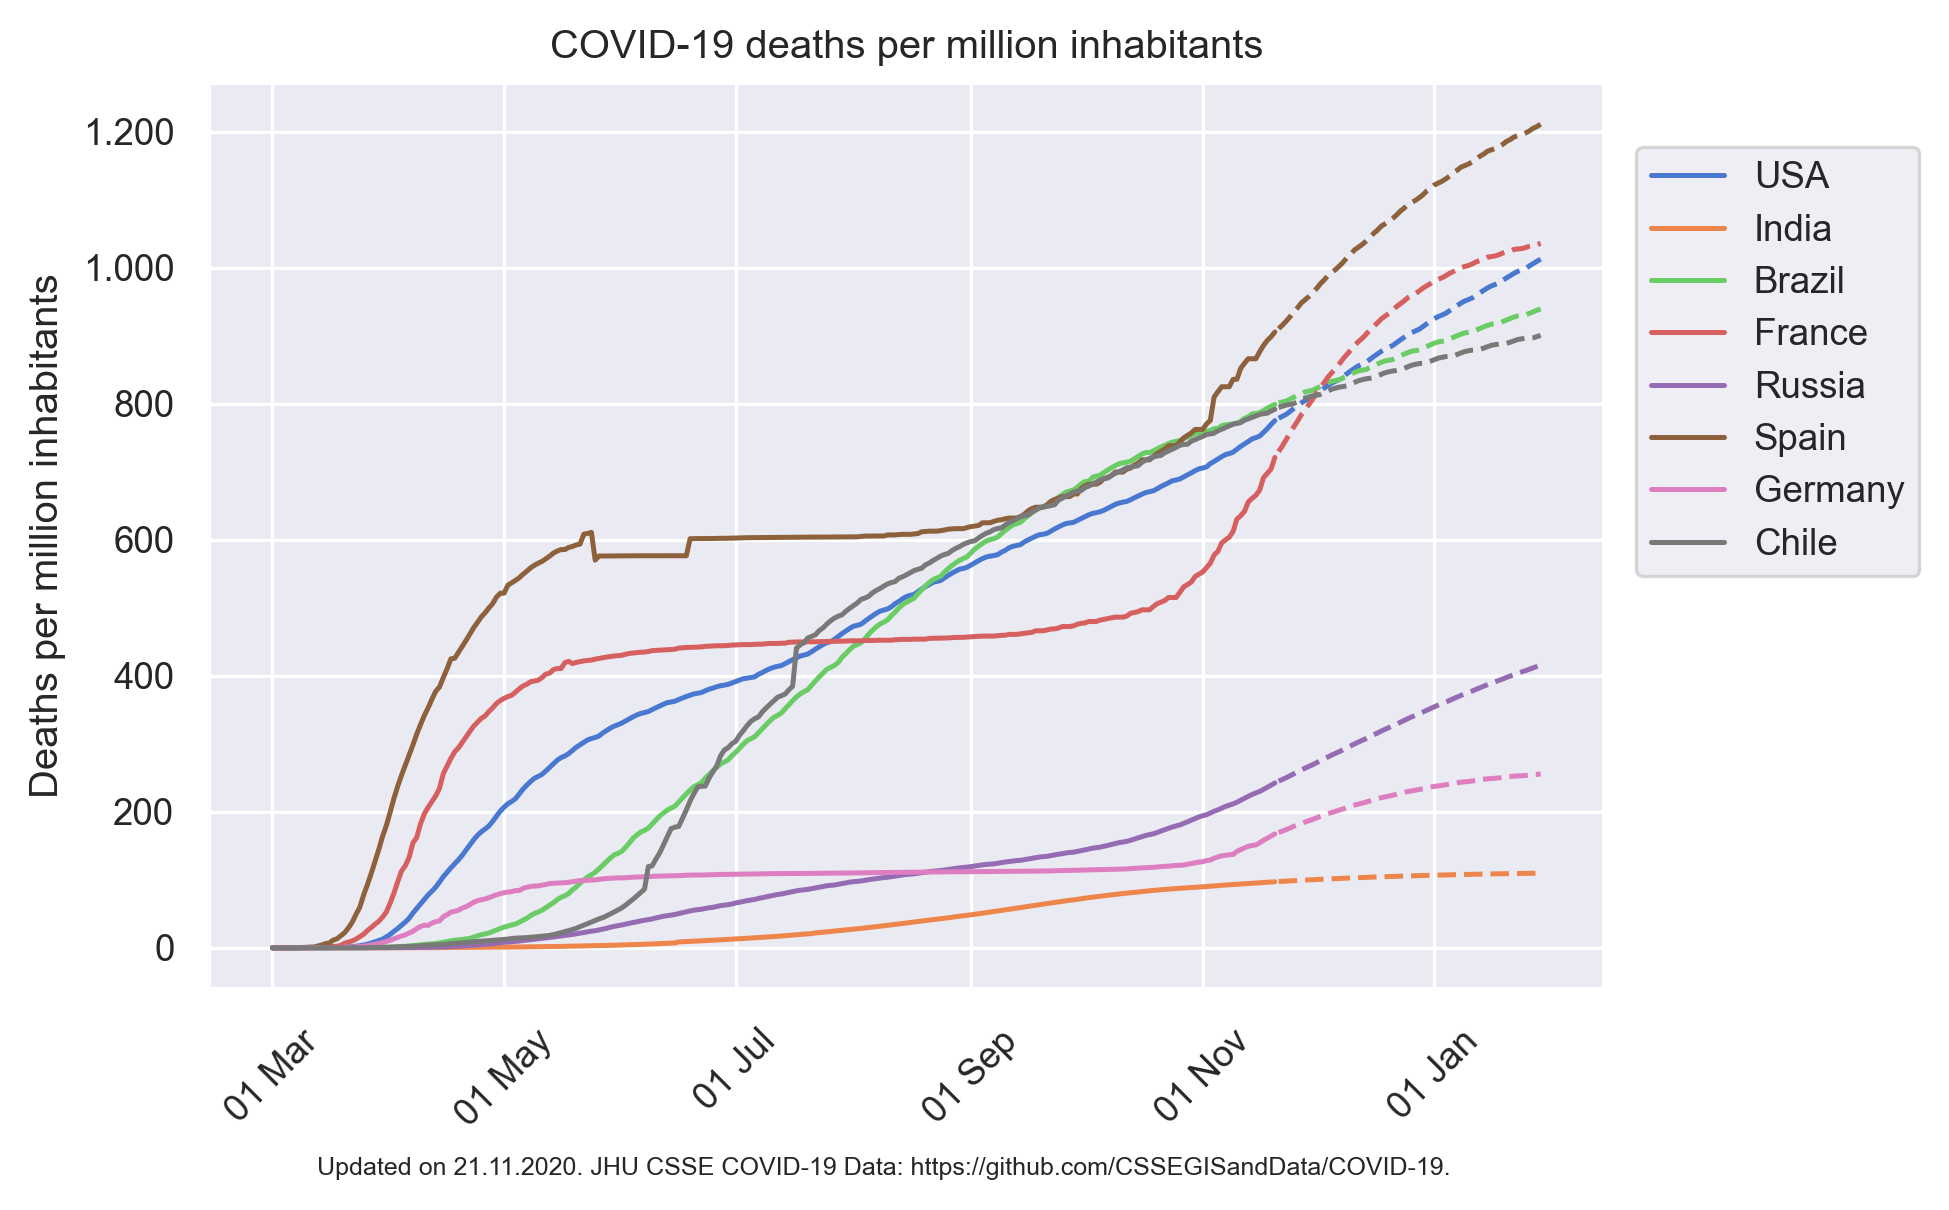 COVID-19 deaths per million inhabitants
Deaths per million inhabitants
1.200
1.000
800
600
400
200
0
01 Mar
01 May
01 Jul
01 Sep
01 Nov
01 Jan
USA
India
Brazil
France
Russia
Spain
Germany
Chile
Updated on 21.11.2020. JHU CSSE COVID-19 Data: https://github.com/CSSEGISandData/COVID-19.